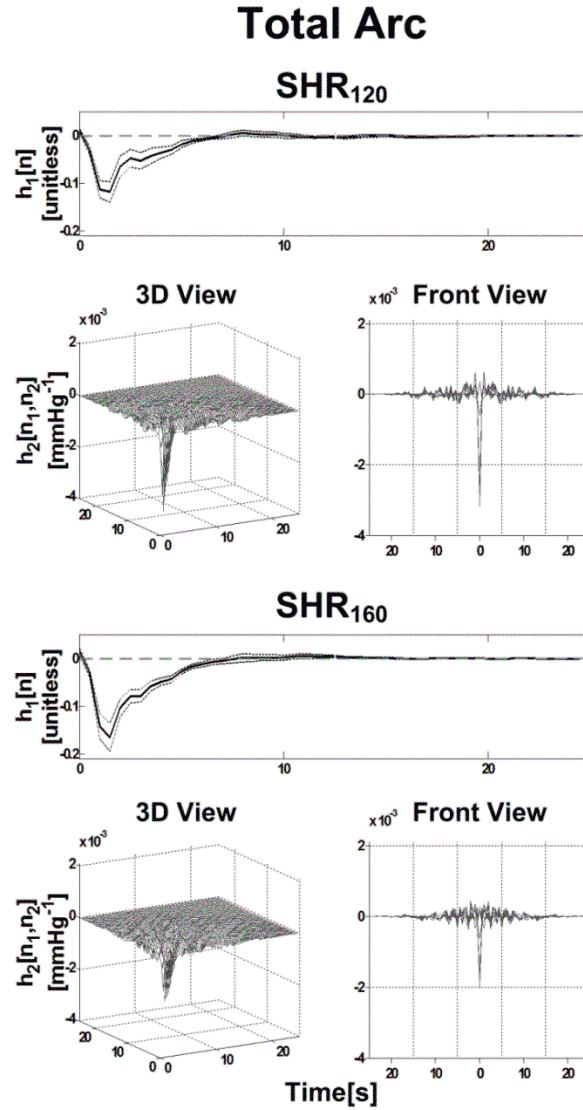 Total Arc
SHR120
h1[n]
[unitless]
0
-0.1
-0.2
0 10 20
3D View
Front View
x10-3
x 10-3
h2[n1,n2]
[mmHg-1]
2
0
-2
-4
20
10
0
0
10
20
2
0
-2
-4
20 10 0 10 20
SHR160
h1[n]
[unitless]
0
-0.1
-0.2
0 10 20
3D View
Front View
x10-3
x 10-3
h2[n1,n2]
[mmHg-1]
2
0
-2
-4
20
10
0
0
10
20
2
0
-2
-4
20 10 0 10 20
Time[s]